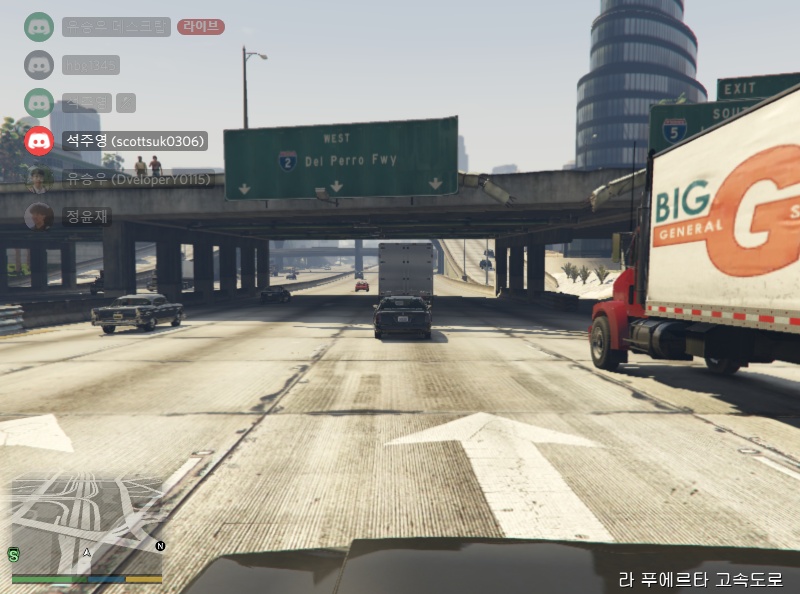 라이브
석주영 (scottsuk0306)
유승우 (DveloperY0115)
정윤재
WEST
2
Del Perro Fwy
EXIT
5
BIG
G
GENERAL
N
S
라 푸에르타 고속도로